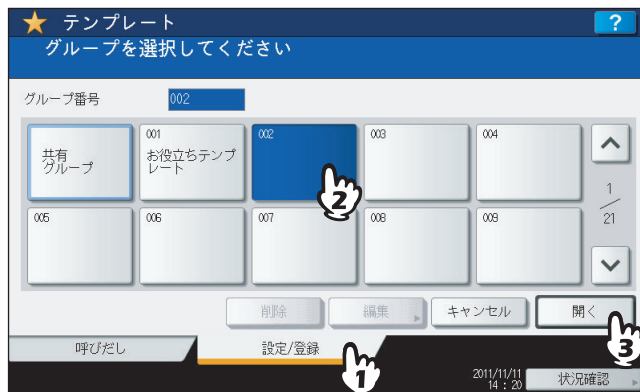 テンプレート
?
グループを選択してください
グループ番号
002
共有
グループ
001
お役立ちテンプ
レート
002
003
004
1
21
005
006
007
008
009
2
削除
編集
キャンセル
開く
3
呼びだし
設定/登録
1
2011/11/11
14 : 20
状況確認